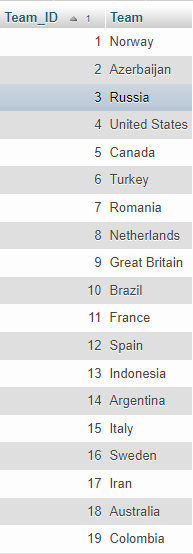 Team_ID 1 Team
1 Norway
2 Azerbaijan
3 Russia
4 United States
5 Canada
6 Turkey
7 Romania
8 Netherlands
9 Great Britain
10 Brazil
11 France
12 Spain
13 Indonesia
14 Argentina
15 Italy
16 Sweden
17 Iran
18 Australia
19 Colombia